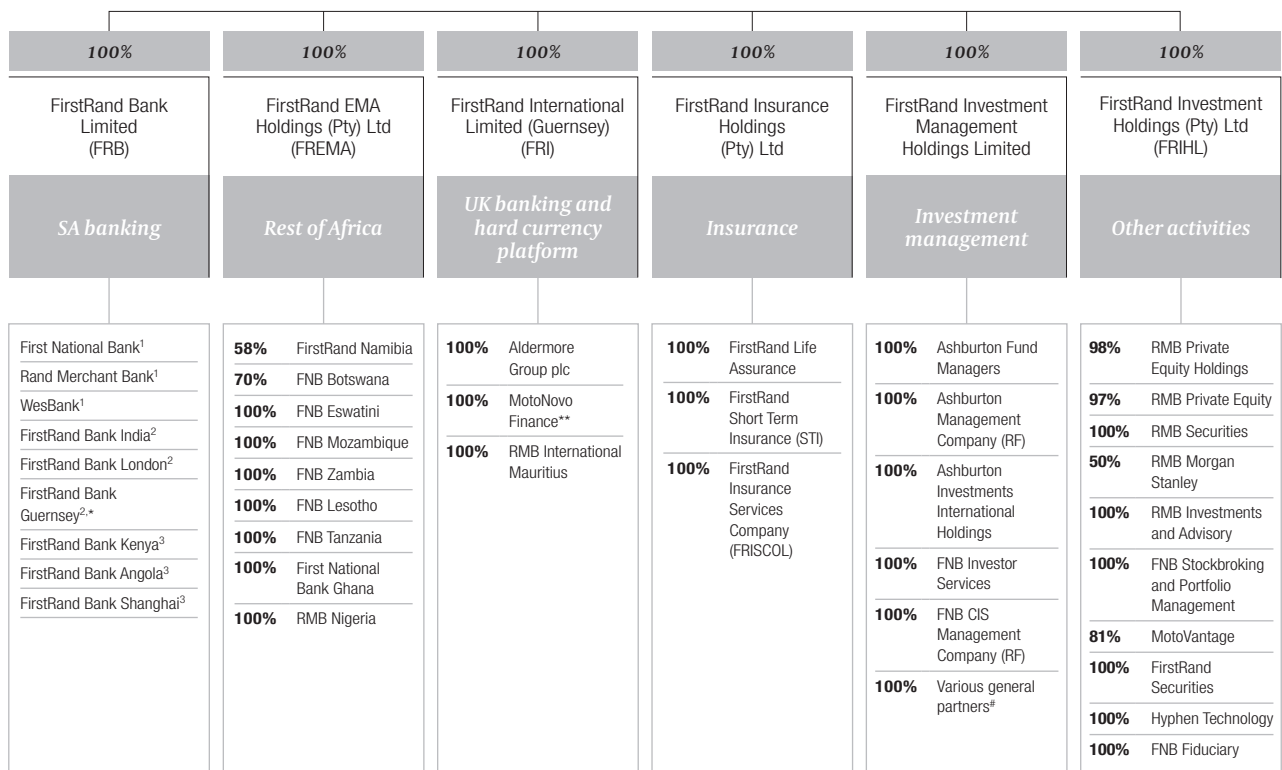 100%
100%
100%
100%
100%
100%
FirstRand Bank
Limited
(FRB)
SA banking
First National Bank1
Rand Merchant Bank1
WesBank1
FirstRand Bank India2
FirstRand Bank London2
FirstRand Bank
Guernsey2,*
FirstRand Bank Kenya3
FirstRand Bank Angola3
FirstRand Bank Shanghai3
FirstRand EMA
Holdings (Pty) Ltd
(FREMA)
Rest of Africa
58% FirstRand Namibia
70% FNB Botswana
100% FNB Eswatini
100% FNB Mozambique
100% FNB Zambia
100% FNB Lesotho
100% FNB Tanzania
100% First National
Bank Ghana
100% RMB Nigeria
FirstRand International
Limited (Guernsey)
(FRI)
UK banking and
hard currency
platform
100% Aldermore
Group plc
100% MotoNovo
Finance**
100% RMB International
Mauritius
FirstRand Insurance
Holdings
(Pty) Ltd
Insurance
100% FirstRand Life
Assurance
100% FirstRand
Short Term
Insurance (STI)
100% FirstRand
Insurance
Services
Company
(FRISCOL)
FirstRand Investment
Management
Holdings Limited
Investment
management
100% Ashburton Fund
Managers
100% Ashburton
Management
Company (RF)
100% Ashburton
Investments
International
Holdings
100% FNB Investor
Services
100% FNB CIS
Management
Company (RF)
100% Various general
partners#
FirstRand Investment
Holdings (Pty) Ltd
(FRIHL)
Other activities
98% RMB Private
Equity Holdings
97% RMB Private Equity
100% RMB Securities
50% RMB Morgan
Stanley
100% RMB Investments
and Advisory
100% FNB Stockbroking
and Portfolio
Management
81% MotoVantage
100% FirstRand
Securities
100% Hyphen Technology
100% FNB Fiduciary